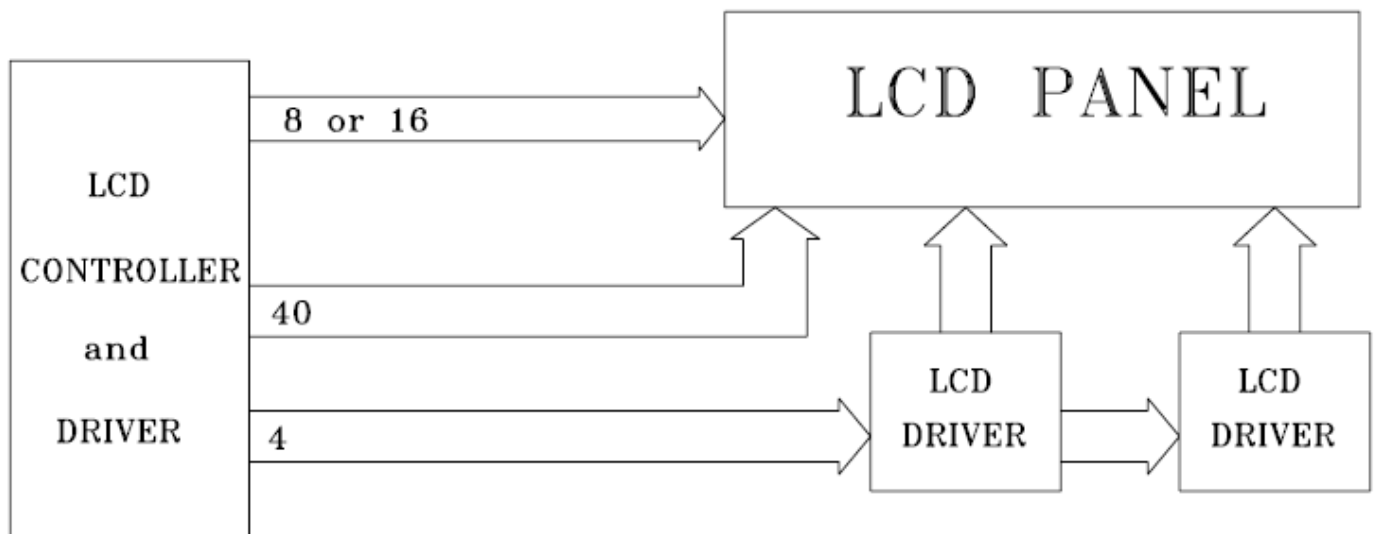 LCD PANEL
8 or 16
LCD
CONTROLLER
and
DRIVER
40
4
LCD
DRIVER
LCD
DRIVER